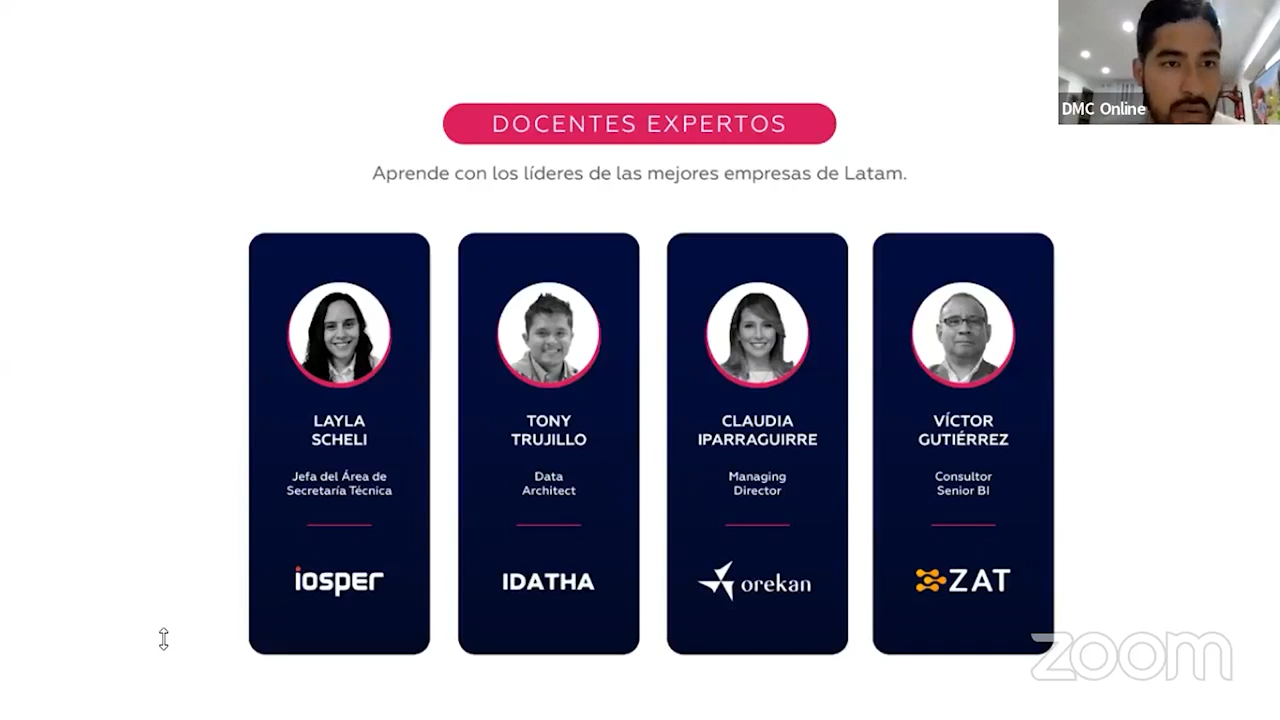 DMC Online
DOCENTES EXPERTOS
Aprende con los líderes de las mejores empresas de Latam.
LAYLA
SCHELI
Jefa del Área de
Secretaría Técnica
iosper
TONY
TRUJILLO
Data
Architect
IDATHA
CLAUDIA
IPARRAGUIRRE
Managing
Director
orekan
VÍCTOR
GUTIÉRREZ
Consultor
Senior BI
ZAT
zoom